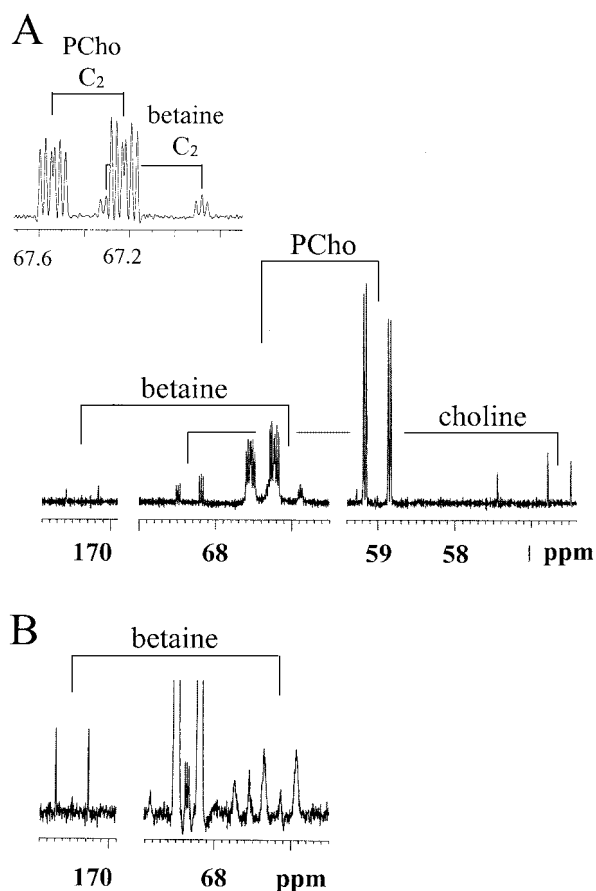 A
PCho
C₂
betaine
C₂
67.6 67.2
PCho
betaine
choline
170 68 59 58 ppm
B
betaine
170 68 ppm